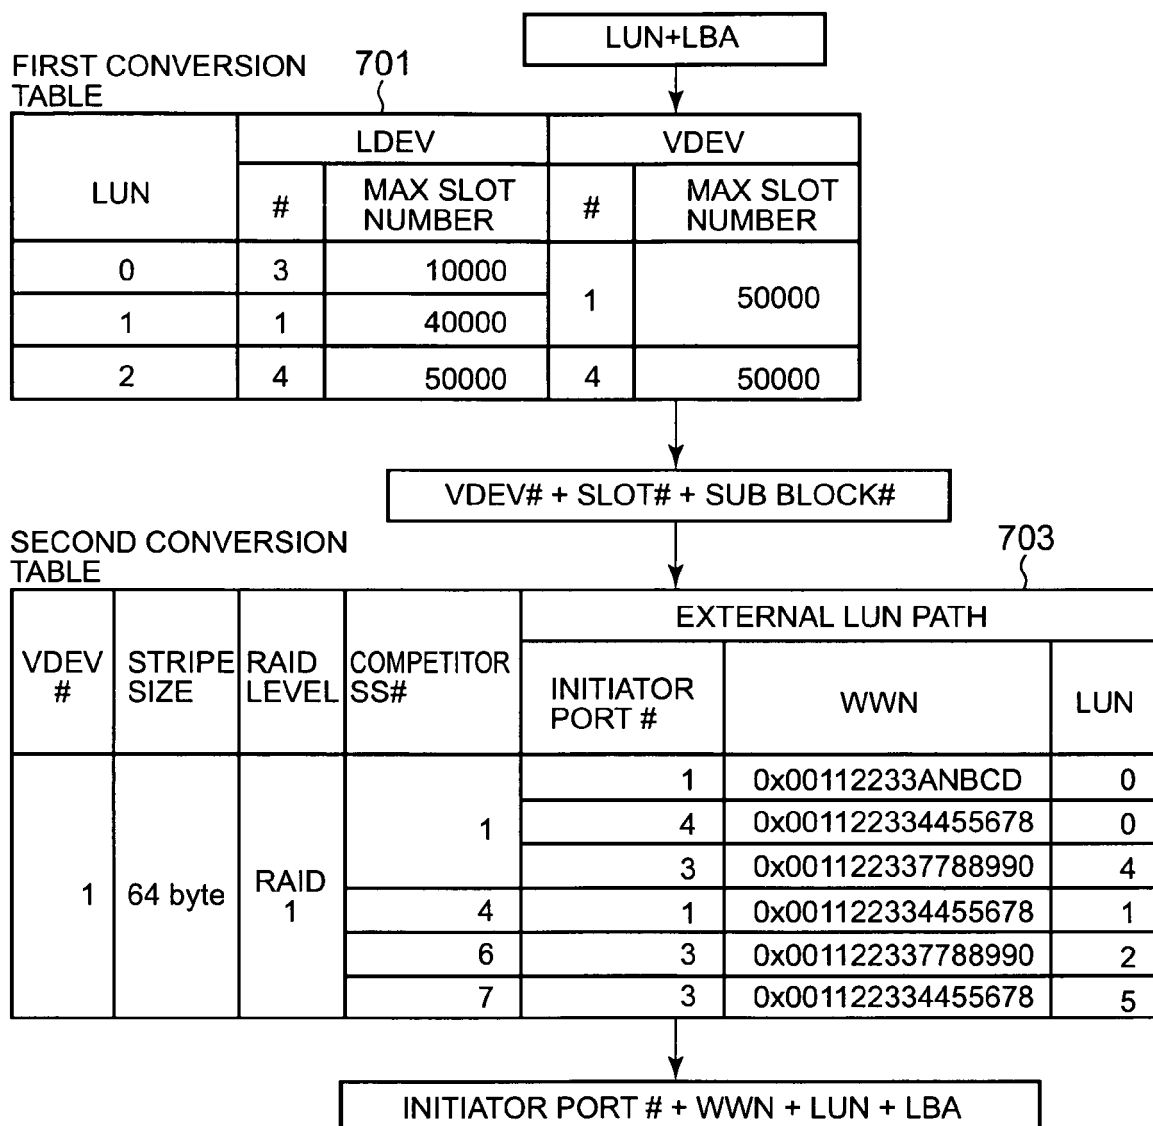 LUN+LBA
FIRST CONVERSION
TABLE
701
LUN
LDEV
VDEV
#
MAX SLOT
NUMBER
#
MAX SLOT
NUMBER
0 3 10000
1 50000
1 1 40000
2 4 50000 4 50000
VDEV# + SLOT# + SUB BLOCK#
SECOND CONVERSION
TABLE
703
VDEV
#
STRIPE
SIZE
RAID
LEVEL
COMPETITOR
SS#
EXTERNAL LUN PATH
INITIATOR
PORT #
WWN
LUN
1
64 byte
RAID
1
1
1 0x00112233ANBCD 0
4 0x001122334455678 0
3 0x001122337788990 4
4 1 0x001122334455678 1
6 3 0x001122337788990 2
7 3 0x001122334455678 5
INITIATOR PORT # + WWN + LUN + LBA